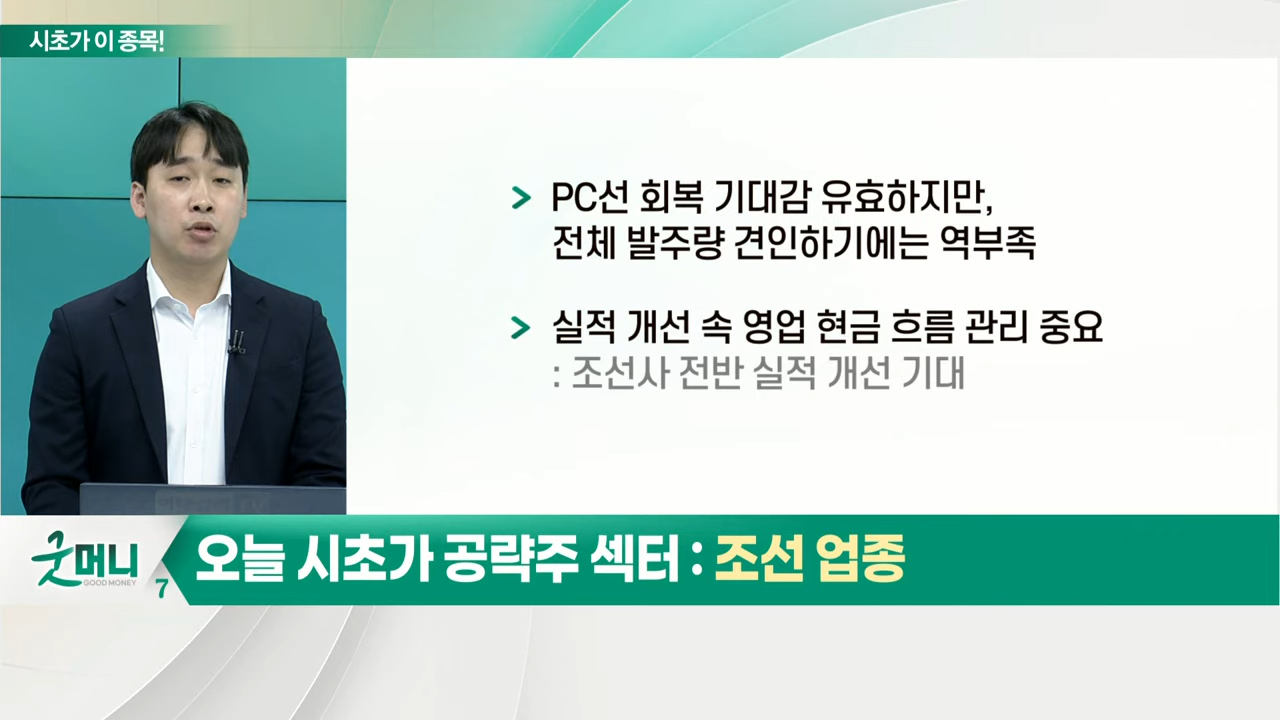 시초가 이 종목!
PC선 회복 기대감 유효하지만,
전체 발주량 견인하기에는 역부족
실적 개선 속 영업 현금 흐름 관리 중요
: 조선사 전반 실적 개선 기대
굿머니
GOOD MONEY
7
오늘 시초가 공략주 섹터 : 조선 업종